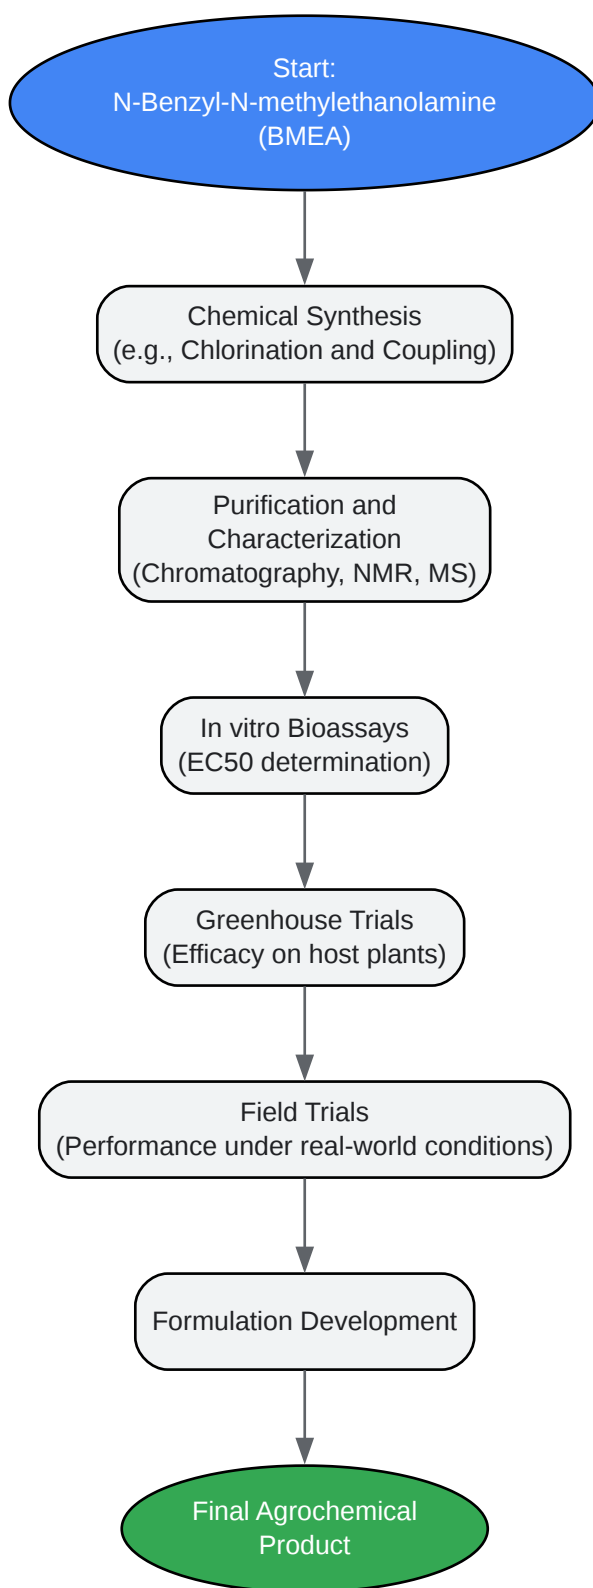 Start:
N-Benzyl-N-methylethanolamine
(BMEA)
Chemical Synthesis
(e.g., Chlorination and Coupling)
Purification and
Characterization
(Chromatography, NMR, MS)
In vitro Bioassays
(EC50 determination)
Greenhouse Trials
(Efficacy on host plants)
Field Trials
(Performance under real-world conditions)
Formulation Development
Final Agrochemical
Product